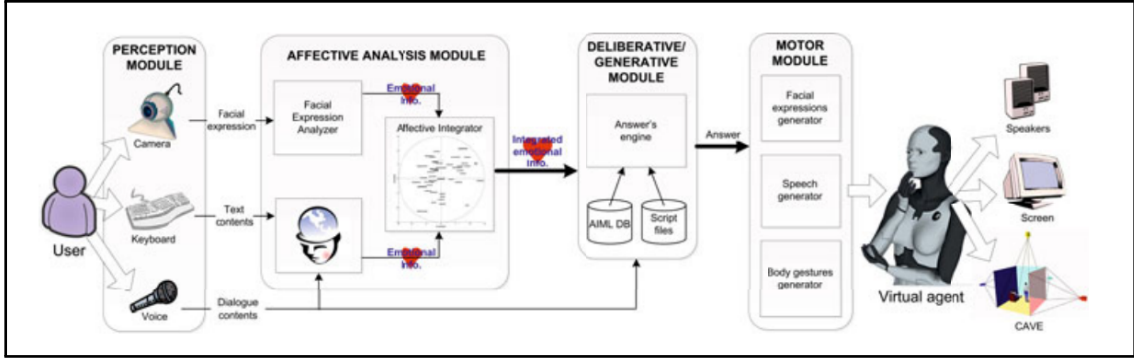 PERCEPTION
MODULE
Camera
Keyboard
Voice
User
Facial
expression
Text
contents
Dialogue
contents
AFFECTIVE ANALYSIS MODULE
Facial
Expression
Analyzer
Emotional
Info.
Affective Integrator
Emotional
Info.
Integrated
emotional
Info.
DELIBERATIVE/
GENERATIVE
MODULE
Answer's
engine
AIML DB
Script
files
Answer
MOTOR
MODULE
Facial
expressions
generator
Speech
generator
Body gestures
generator
Virtual agent
Speakers
Screen
CAVE